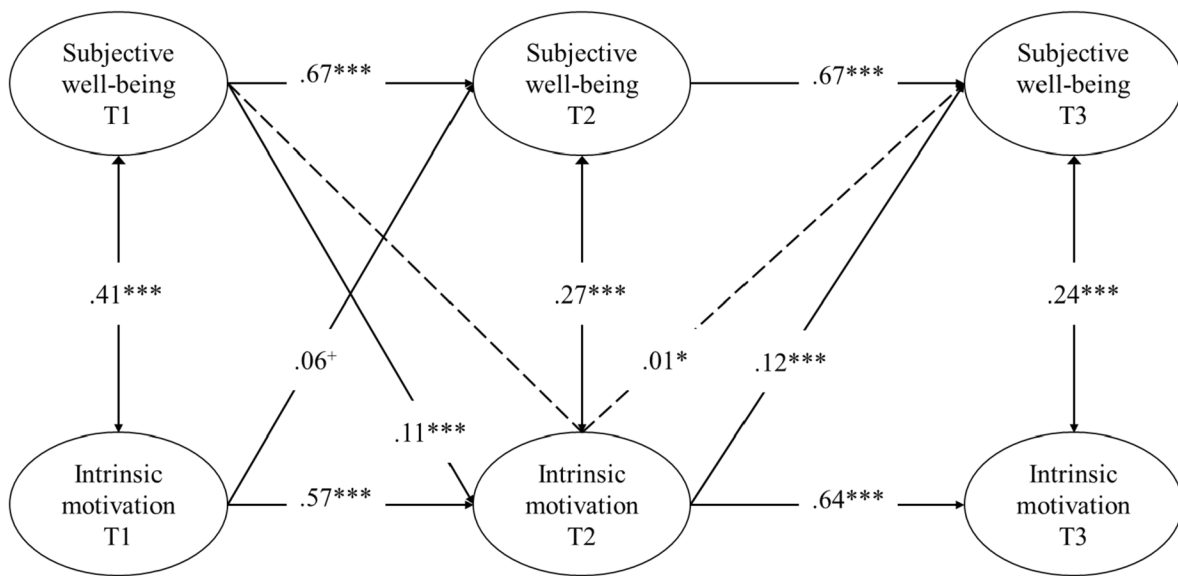 Subjective
well-being
T1
.67***
Subjective
well-being
T2
.67***
Subjective
well-being
T3
.41***
.27***
.24***
.06⁺
.01*
.12***
.11***
Intrinsic
motivation
T1
.57***
Intrinsic
motivation
T2
.64***
Intrinsic
motivation
T3